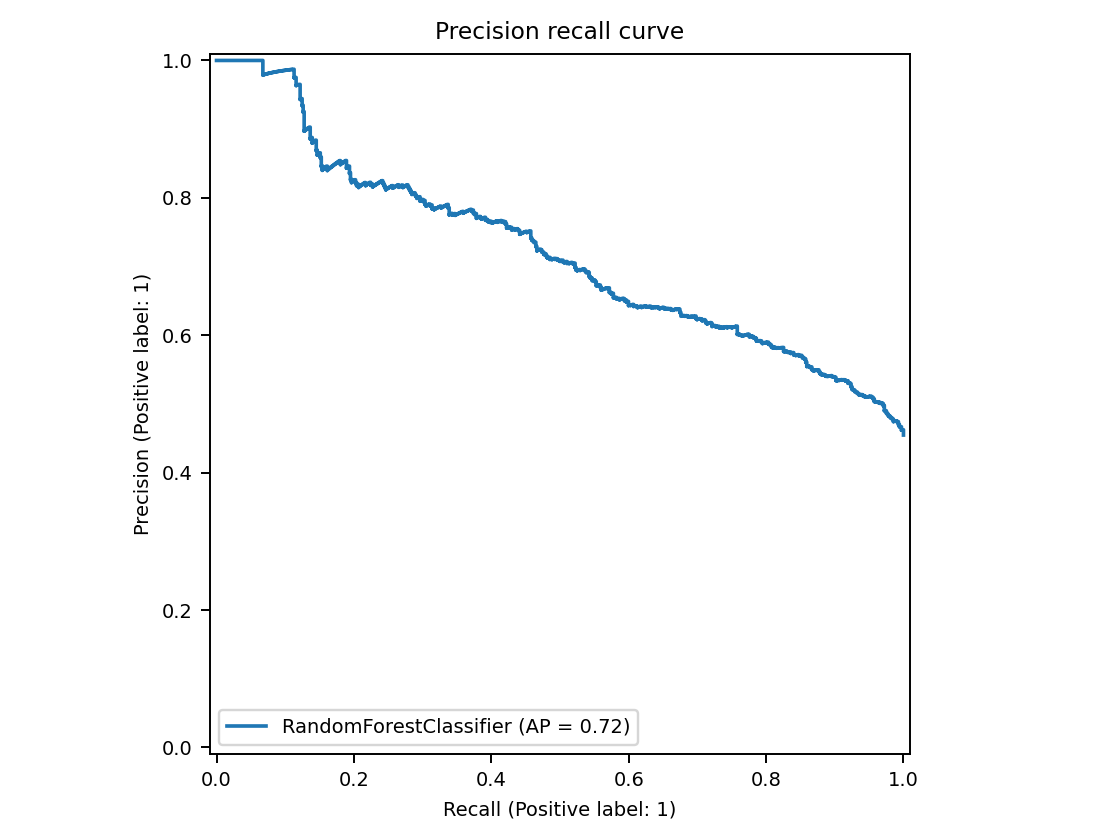 Precision recall curve
1.0
0.8
0.6
0.4
0.2
0.0
Precision (Positive label: 1)
RandomForestClassifier (AP = 0.72)
0.0 0.2 0.4 0.6 0.8 1.0
Recall (Positive label: 1)